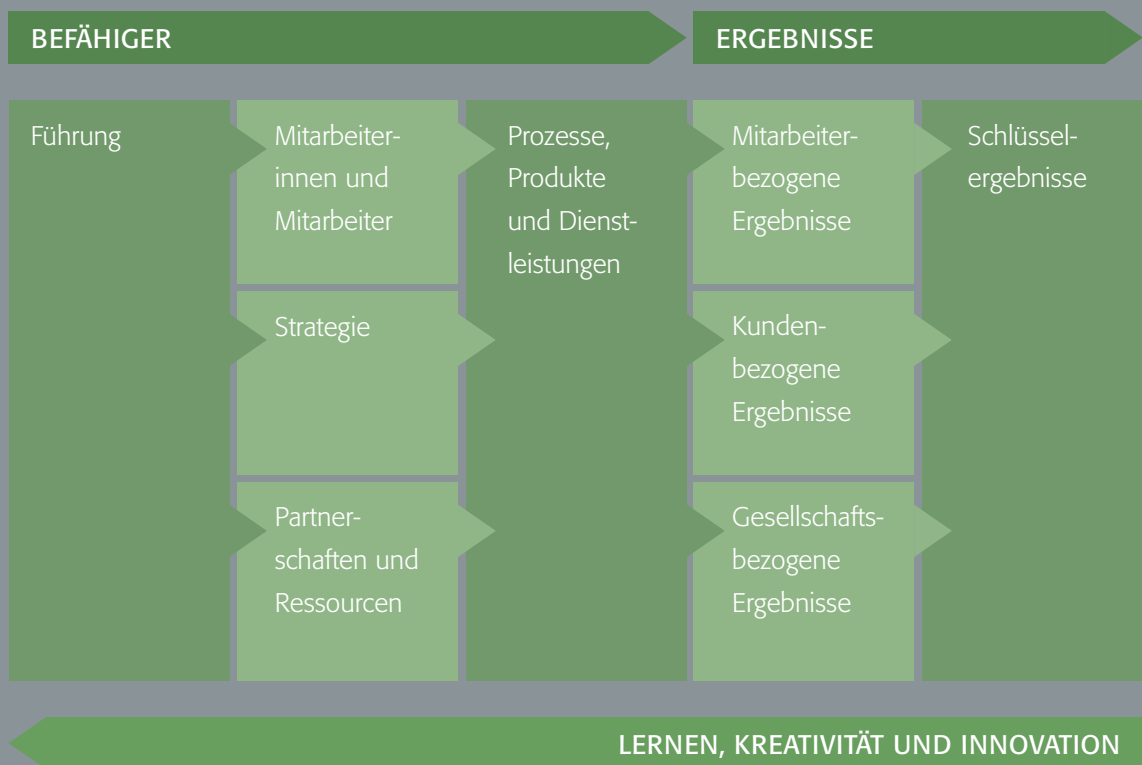 BEFÄHIGER
ERGEBNISSE
Führung
Mitarbeiter-
innen und
Mitarbeiter
Strategie
Partner-
schaften und
Ressourcen
Prozesse,
Produkte
und Dienst-
leistungen
Mitarbeiter-
bezogene
Ergebnisse
Kunden-
bezogene
Ergebnisse
Gesellschafts-
bezogene
Ergebnisse
Schlüssel-
ergebnisse
LERNEN, KREATIVITÄT UND INNOVATION